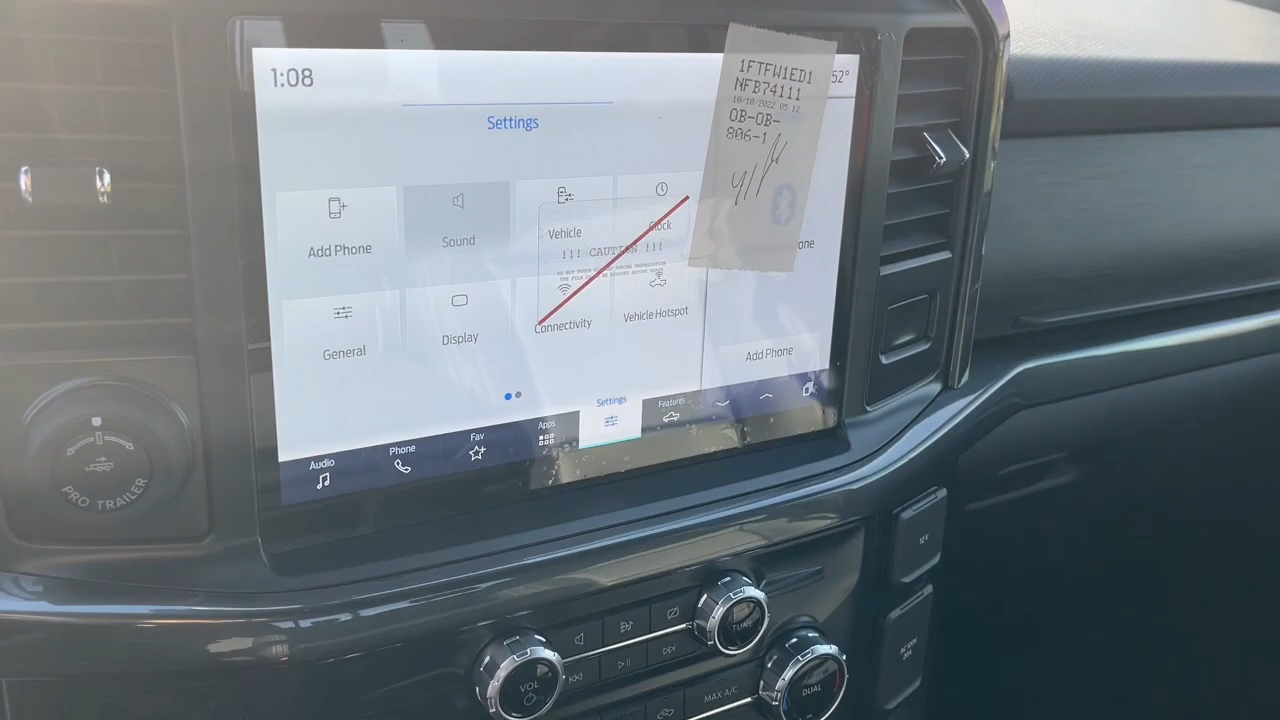 1:08
52°
Settings
1FTFW1ED1
NFB74111
10/10/2022 05:12
OB-OB-
806-1
Add Phone
Sound
Vehicle
Clock
!!! CAUTION !!!
General
Display
Connectivity
Vehicle Hotspot
one
Add Phone
Audio
Phone
Fav
Apps
Settings
Features
PRO TRAILER
12V
VOL
TUNE
MAX A/C
DUAL